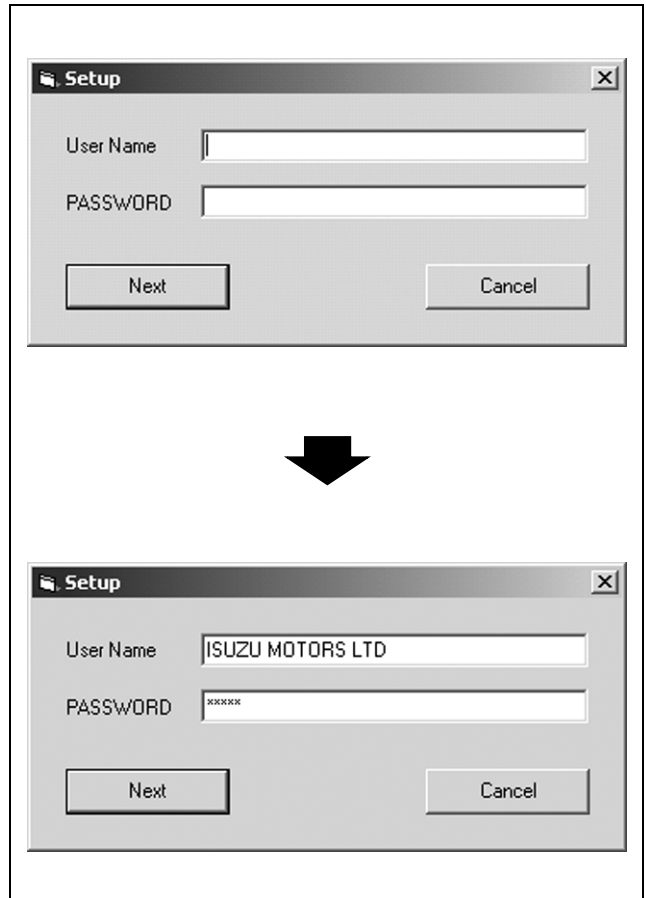 Setup
User Name
PASSWORD
Next Cancel
Setup
User Name ISUZU MOTORS LTD
PASSWORD *****
Next Cancel